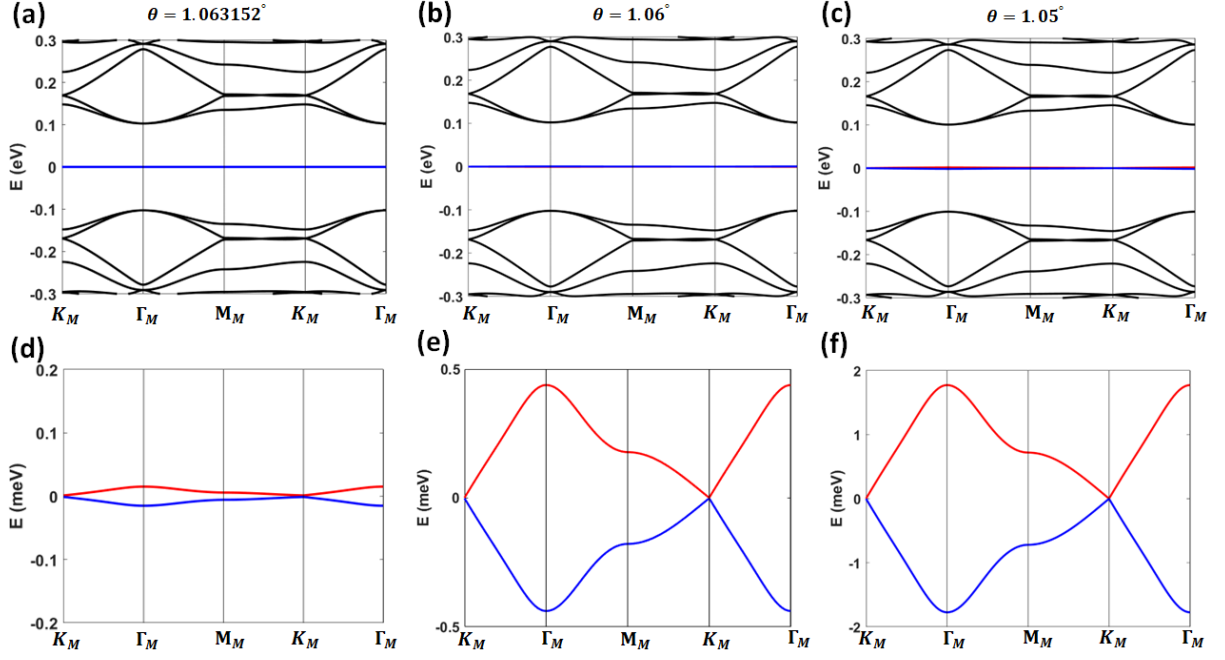 (a) θ = 1.063152°
(b) θ = 1.06°
(c) θ = 1.05°
0.3
0.2
0.1
0
-0.1
-0.2
-0.3
E (eV)
K_M Γ_M M_M K_M Γ_M
0.3
0.2
0.1
0
-0.1
-0.2
-0.3
E (eV)
K_M Γ_M M_M K_M Γ_M
0.3
0.2
0.1
0
-0.1
-0.2
-0.3
E (eV)
K_M Γ_M M_M K_M Γ_M
(d)
0.2
0.1
0
-0.1
-0.2
E (meV)
K_M Γ_M M_M K_M Γ_M
(e)
0.5
0
-0.5
E (meV)
K_M Γ_M M_M K_M Γ_M
(f)
2
1
0
-1
-2
E (meV)
K_M Γ_M M_M K_M Γ_M